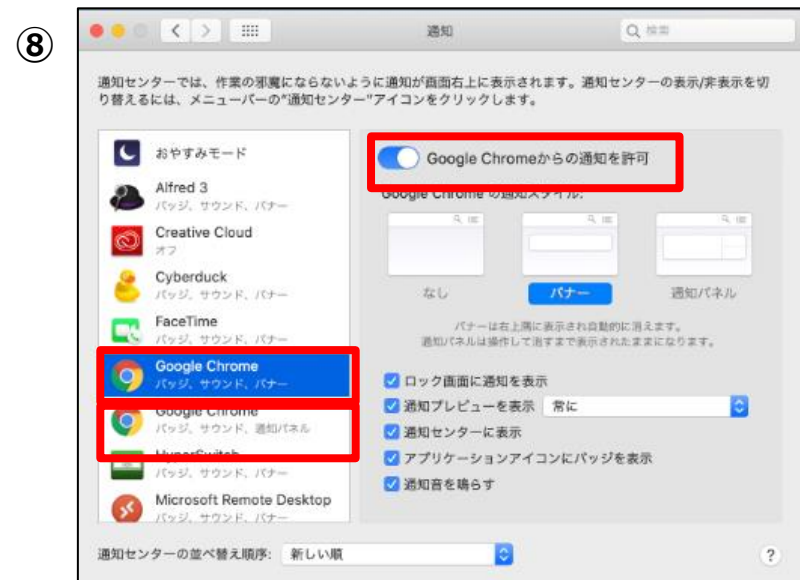 ⑧
通知
検索
通知センターでは、作業の邪魔にならないように通知が画面右上に表示されます。通知センターの表示/非表示を切
り替えるには、メニューバーの"通知センター"アイコンをクリックします。
おやすみモード
Alfred 3
バッジ、サウンド、バナー
Creative Cloud
オフ
Cyberduck
バッジ、サウンド、バナー
FaceTime
バッジ、サウンド、バナー
Google Chrome
バッジ、サウンド、バナー
Google Chrome
バッジ、サウンド、通知パネル
HyperSwitch
バッジ、サウンド、バナー
Microsoft Remote Desktop
バッジ、サウンド、バナー
Google Chromeからの通知を許可
Google Chrome の通知スタイル:
なし
バナー
通知パネル
バナーは右上隅に表示され自動的に消えます。
通知パネルは操作して消すまで表示されたままになります。
ロック画面に通知を表示
通知プレビューを表示 常に
通知センターに表示
アプリケーションアイコンにバッジを表示
通知音を鳴らす
通知センターの並べ替え順序: 新しい順
?